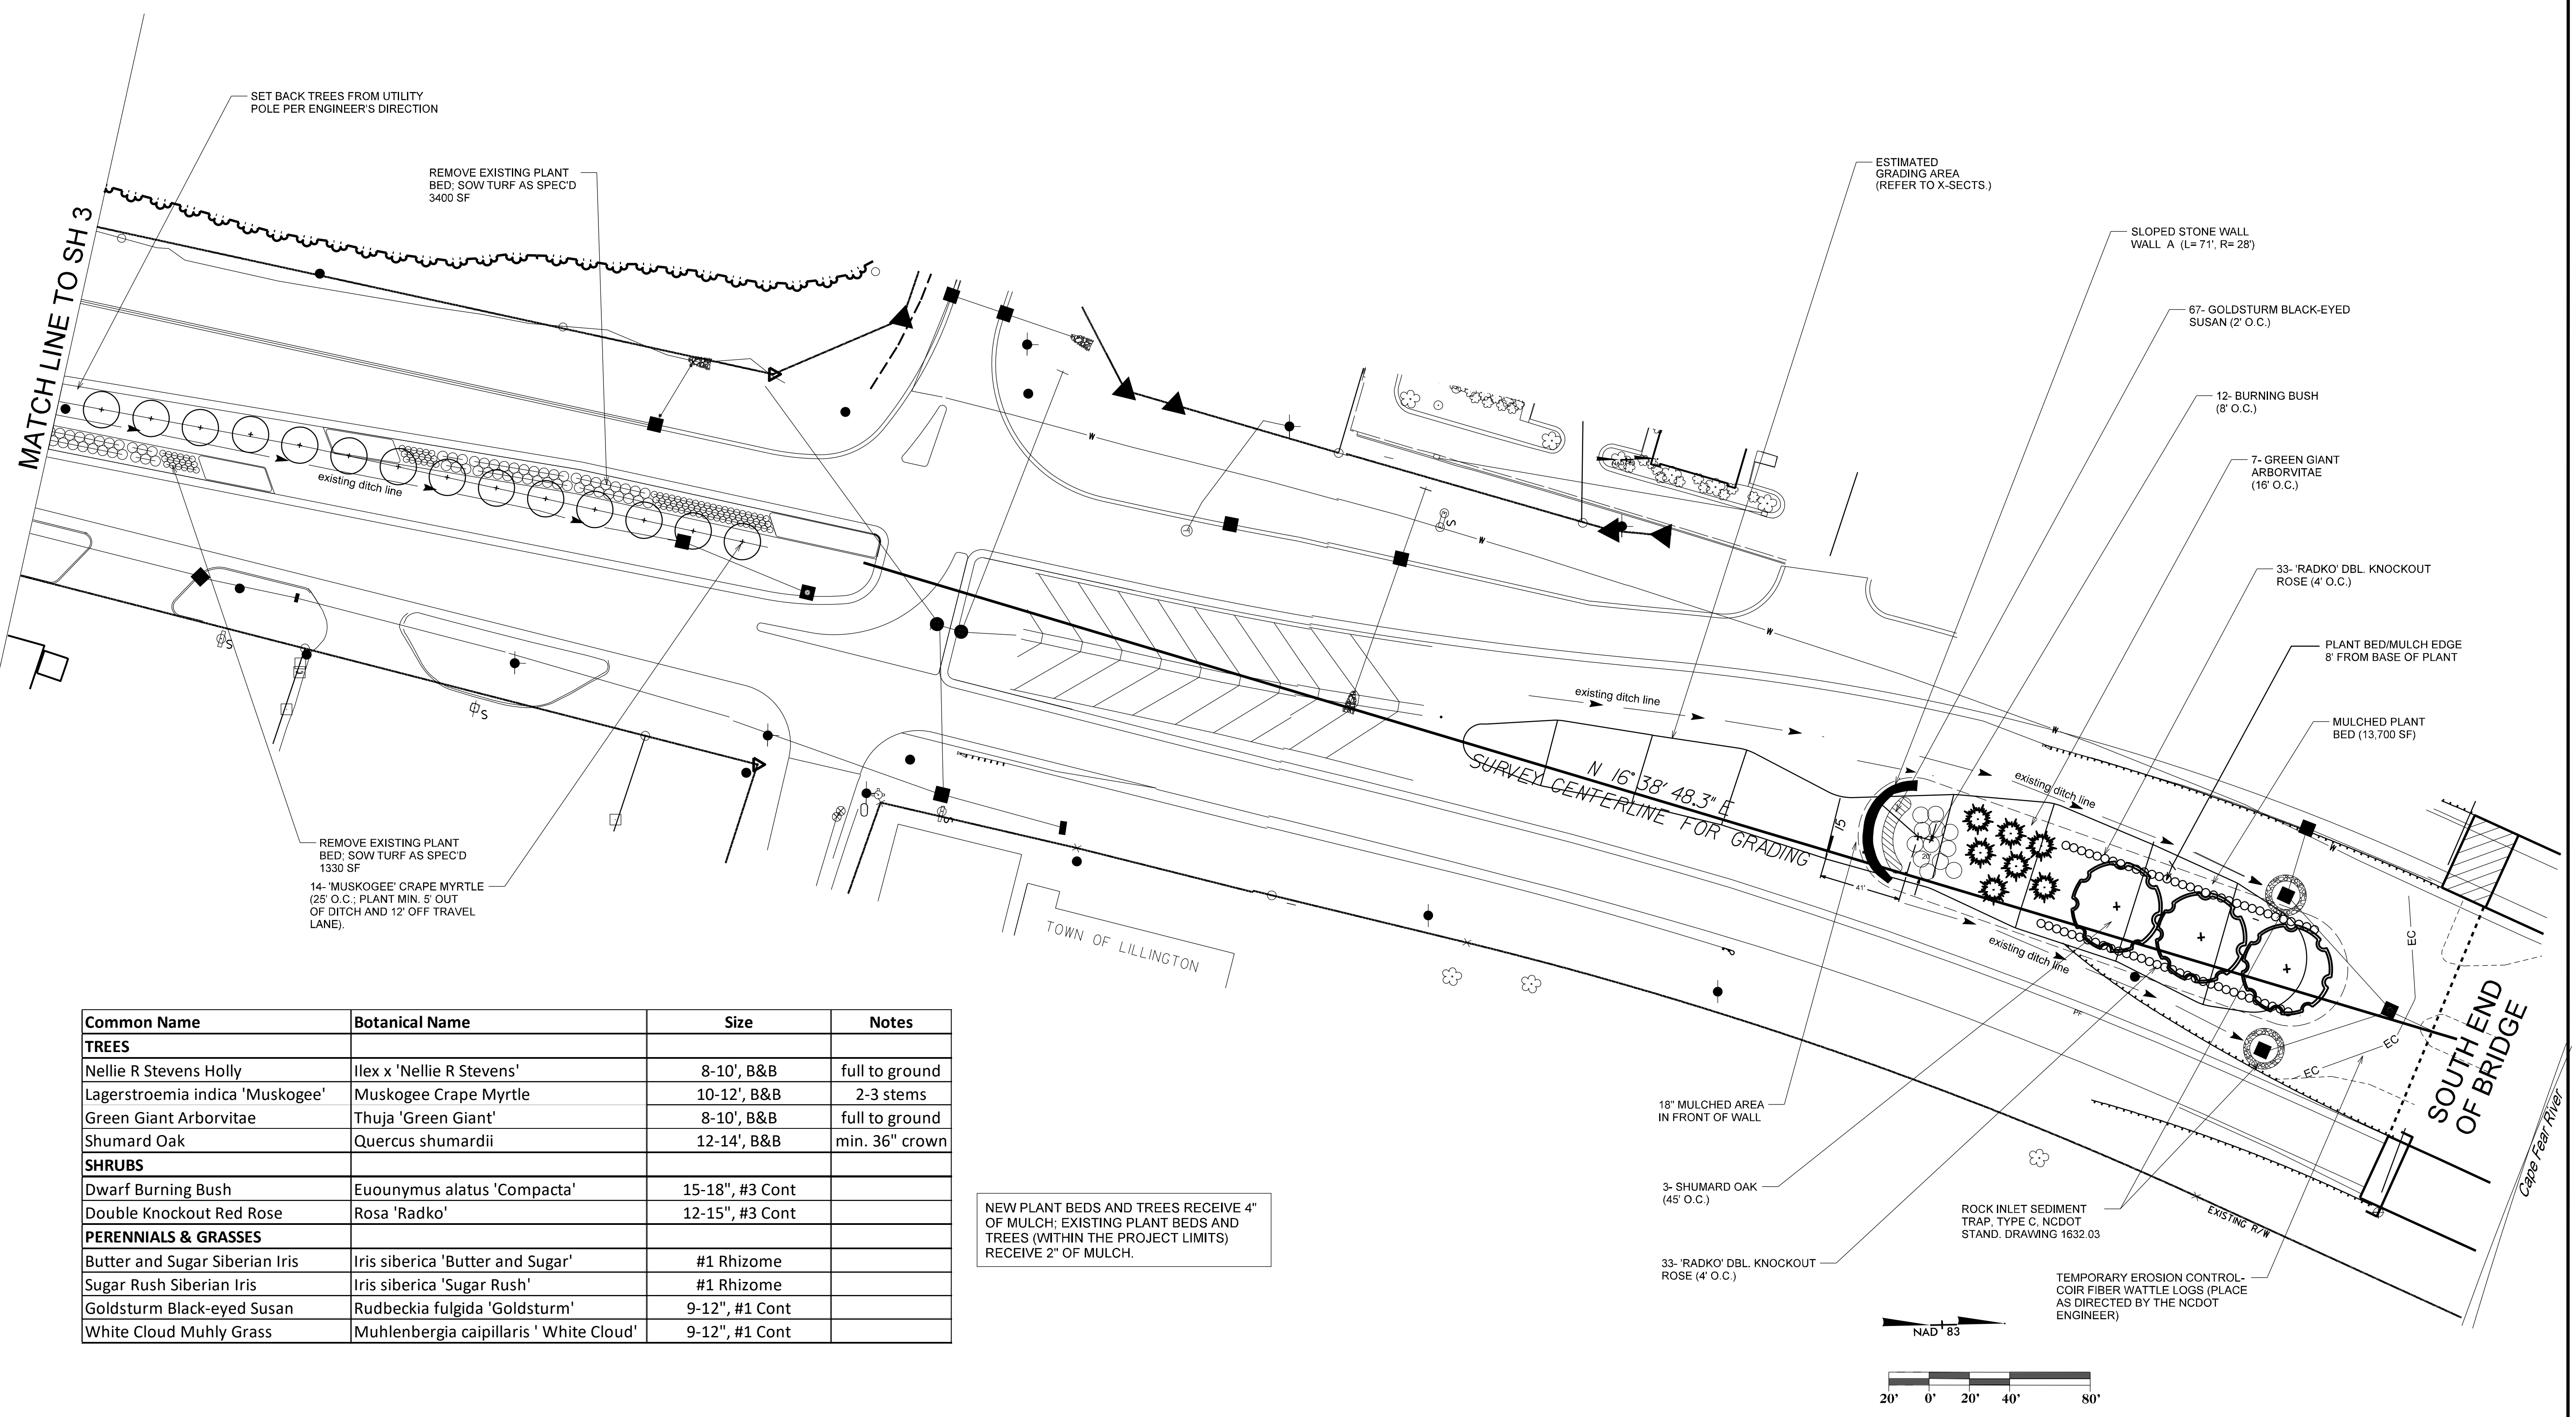 SET BACK TREES FROM UTILITY
POLE PER ENGINEER'S DIRECTION
REMOVE EXISTING PLANT
BED; SOW TURF AS SPEC'D
3400 SF
MATCH LINE TO SH 3
existing ditch line
REMOVE EXISTING PLANT
BED; SOW TURF AS SPEC'D
1330 SF
14- 'MUSKOGEE' CRAPE MYRTLE
(25' O.C.; PLANT MIN. 5' OUT
OF DITCH AND 12' OFF TRAVEL
LANE).
ESTIMATED
GRADING AREA
(REFER TO X-SECTS.)
SLOPED STONE WALL
WALL A (L= 71', R= 28')
67- GOLDSTURM BLACK-EYED
SUSAN (2' O.C.)
12- BURNING BUSH
(8' O.C.)
7- GREEN GIANT
ARBORVITAE
(16' O.C.)
33- 'RADKO' DBL. KNOCKOUT
ROSE (4' O.C.)
PLANT BED/MULCH EDGE
8' FROM BASE OF PLANT
MULCHED PLANT
BED (13,700 SF)
W
W
W
W
W
S
S
S
existing ditch line
N 16° 38' 48.3" E
SURVEY CENTERLINE FOR GRADING
15
41'
20'
existing ditch line
existing ditch line
TOWN OF LILLINGTON
PF
EC
EC
EC
SOUTH END
OF BRIDGE
Cape Fear River
EXISTING R/W
18" MULCHED AREA
IN FRONT OF WALL
3- SHUMARD OAK
(45' O.C.)
33- 'RADKO' DBL. KNOCKOUT
ROSE (4' O.C.)
ROCK INLET SEDIMENT
TRAP, TYPE C, NCDOT
STAND. DRAWING 1632.03
TEMPORARY EROSION CONTROL-
COIR FIBER WATTLE LOGS (PLACE
AS DIRECTED BY THE NCDOT
ENGINEER)
Common Name Botanical Name Size Notes
TREES
Nellie R Stevens Holly Ilex x 'Nellie R Stevens' 8-10', B&B full to ground
Lagerstroemia indica 'Muskogee' Muskogee Crape Myrtle 10-12', B&B 2-3 stems
Green Giant Arborvitae Thuja 'Green Giant' 8-10', B&B full to ground
Shumard Oak Quercus shumardii 12-14', B&B min. 36" crown
SHRUBS
Dwarf Burning Bush Euounymus alatus 'Compacta' 15-18", #3 Cont
Double Knockout Red Rose Rosa 'Radko' 12-15", #3 Cont
PERENNIALS & GRASSES
Butter and Sugar Siberian Iris Iris siberica 'Butter and Sugar' #1 Rhizome
Sugar Rush Siberian Iris Iris siberica 'Sugar Rush' #1 Rhizome
Goldsturm Black-eyed Susan Rudbeckia fulgida 'Goldsturm' 9-12", #1 Cont
White Cloud Muhly Grass Muhlenbergia caipillaris ' White Cloud' 9-12", #1 Cont
NEW PLANT BEDS AND TREES RECEIVE 4"
OF MULCH; EXISTING PLANT BEDS AND
TREES (WITHIN THE PROJECT LIMITS)
RECEIVE 2" OF MULCH.
NAD 83
20' 0' 20' 40' 80'